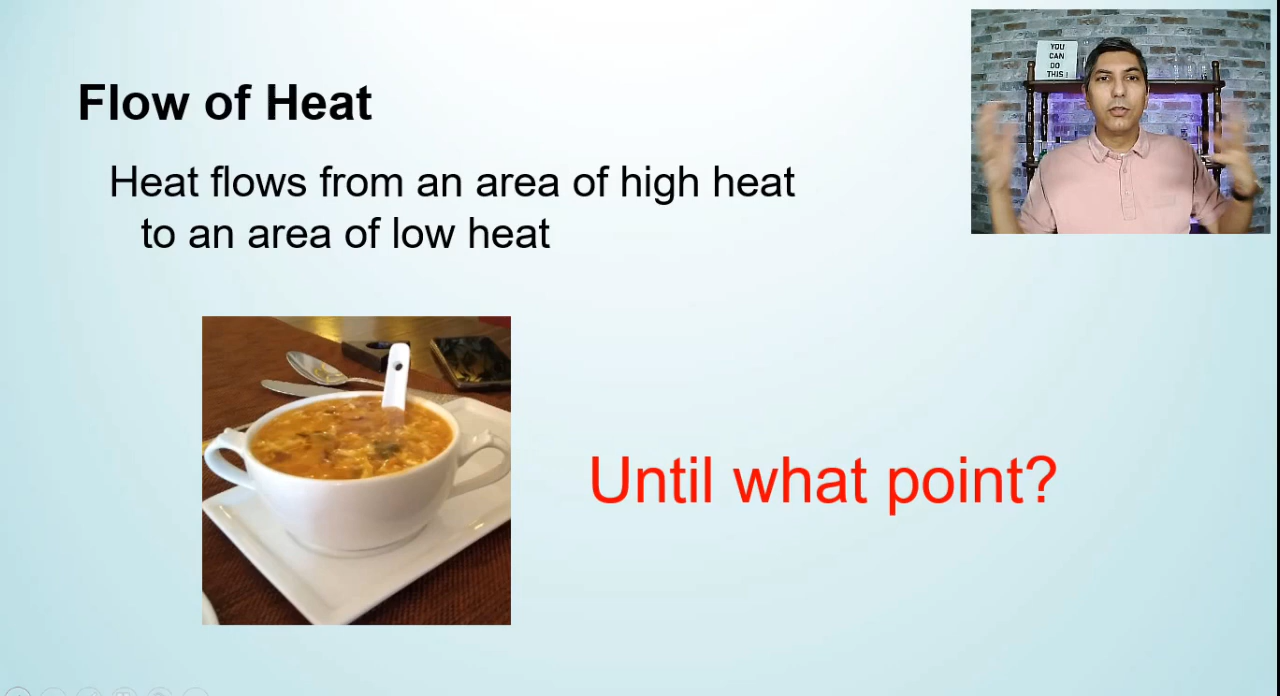 Flow of Heat
Heat flows from an area of high heat
to an area of low heat
YOU
CAN
DO
THIS !
Until what point?